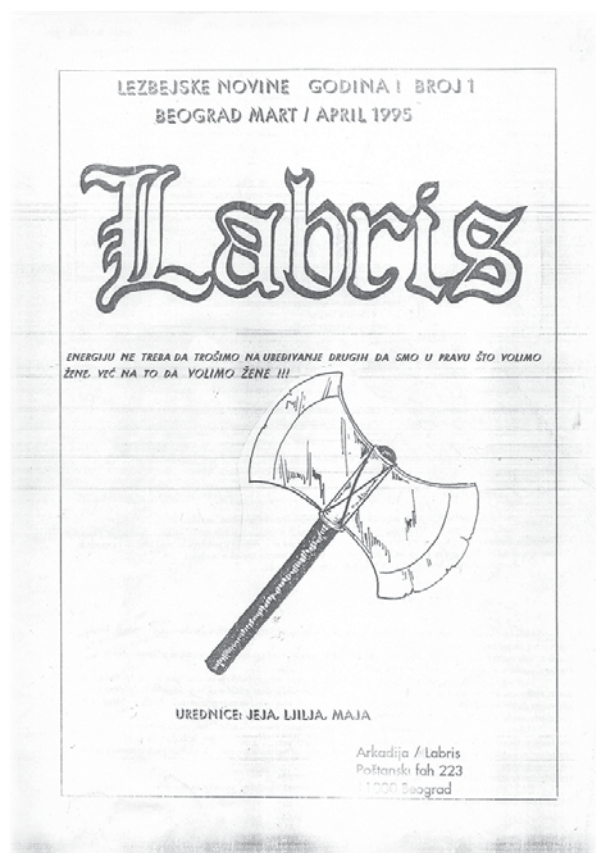 LEZBEJSKE NOVINE GODINA I BROJ 1
BEOGRAD MART / APRIL 1995
Labris
ENERGIJU NE TREBA DA TROŠIMO NA UBEĐIVANJE DRUGIH DA SMO U PRAVU ŠTO VOLIMO
ŽENE, VEĆ NA TO DA VOLIMO ŽENE !!!
UREDNICE: JEJA, LJILJA, MAJA
Arkadija / Labris
Poštanski fah 223
11000 Beograd